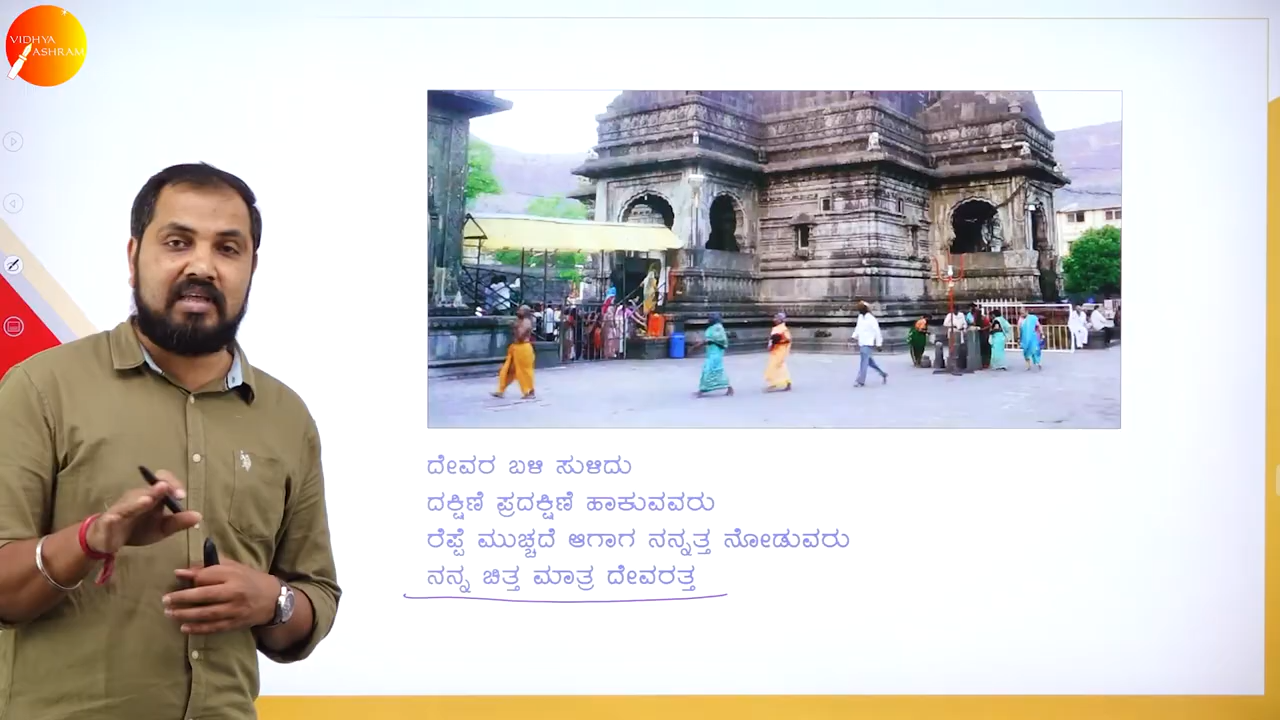 VIDHYA
ASHRAM
ದೇವರ ಬಳಿ ಸುಳಿದು
ದಕ್ಷಿಣೆ ಪ್ರದಕ್ಷಿಣೆ ಹಾಕುವವರು
ರೆಪ್ಪೆ ಮುಚ್ಚದೆ ಆಗಾಗ ನನ್ನತ್ತ ನೋಡುವರು
ನನ್ನ ಚಿತ್ತ ಮಾತ್ರ ದೇವರತ್ತ